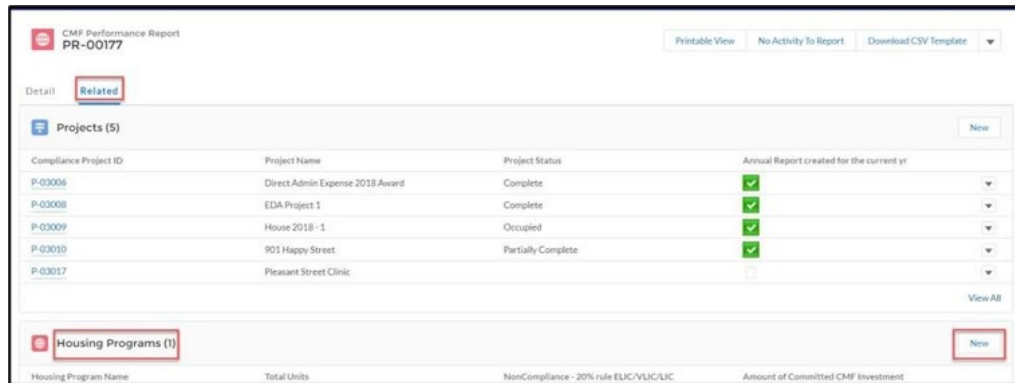 CMF Performance Report
PR-00177
Printable View No Activity To Report Download CSV Template
Detail Related
Projects (5) New
Compliance Project ID Project Name Project Status Annual Report created for the current yr
P-03006 Direct Admin Expense 2018 Award Complete
P-03008 EDA Project 1 Complete
P-03009 House 2018 - 1 Occupied
P-03010 901 Happy Street Partially Complete
P-03017 Pleasant Street Clinic
View All
Housing Programs (1) New
Housing Program Name Total Units NonCompliance - 20% rule ELIC/VLIC/LIC Amount of Committed CMF Investment